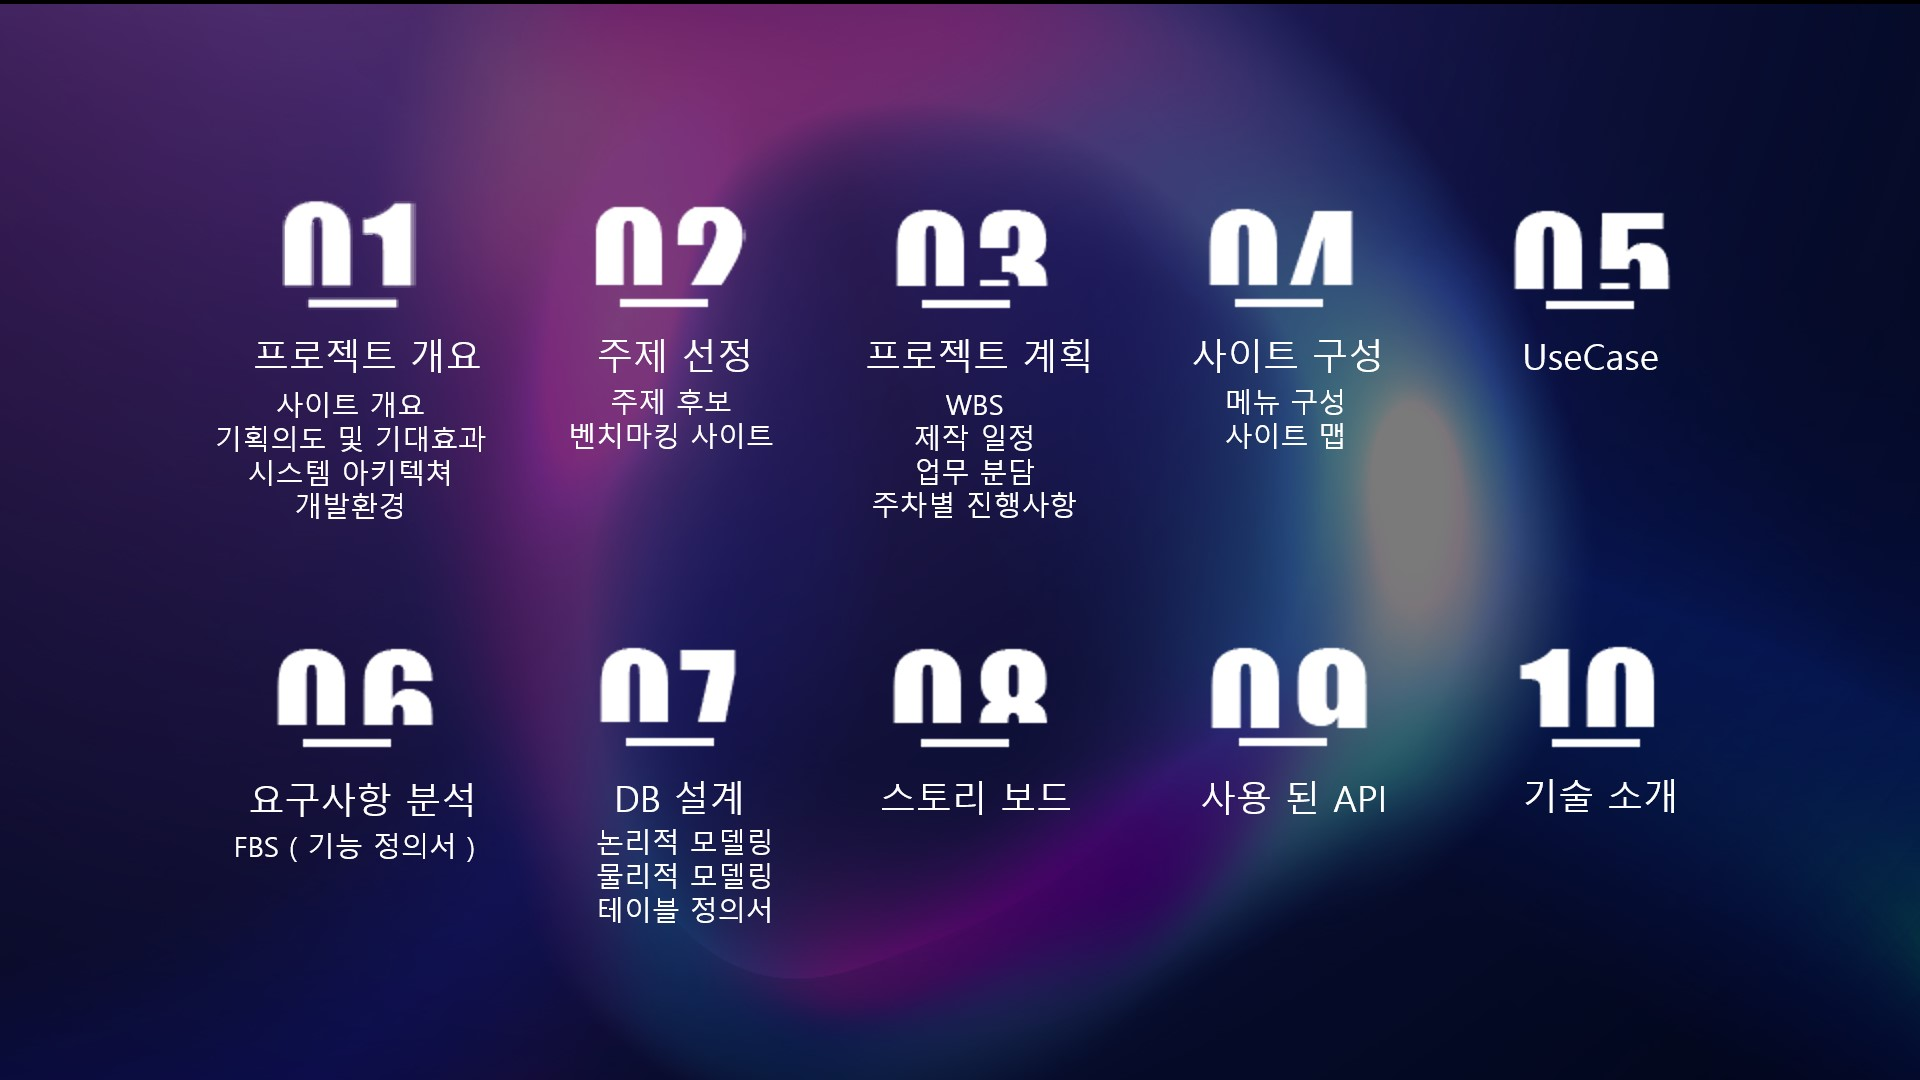 01
프로젝트 개요
사이트 개요
기획의도 및 기대효과
시스템 아키텍쳐
개발환경
02
주제 선정
주제 후보
벤치마킹 사이트
03
프로젝트 계획
WBS
제작 일정
업무 분담
주차별 진행사항
04
사이트 구성
메뉴 구성
사이트 맵
05
UseCase
06
요구사항 분석
FBS ( 기능 정의서 )
07
DB 설계
논리적 모델링
물리적 모델링
테이블 정의서
08
스토리 보드
09
사용 된 API
10
기술 소개